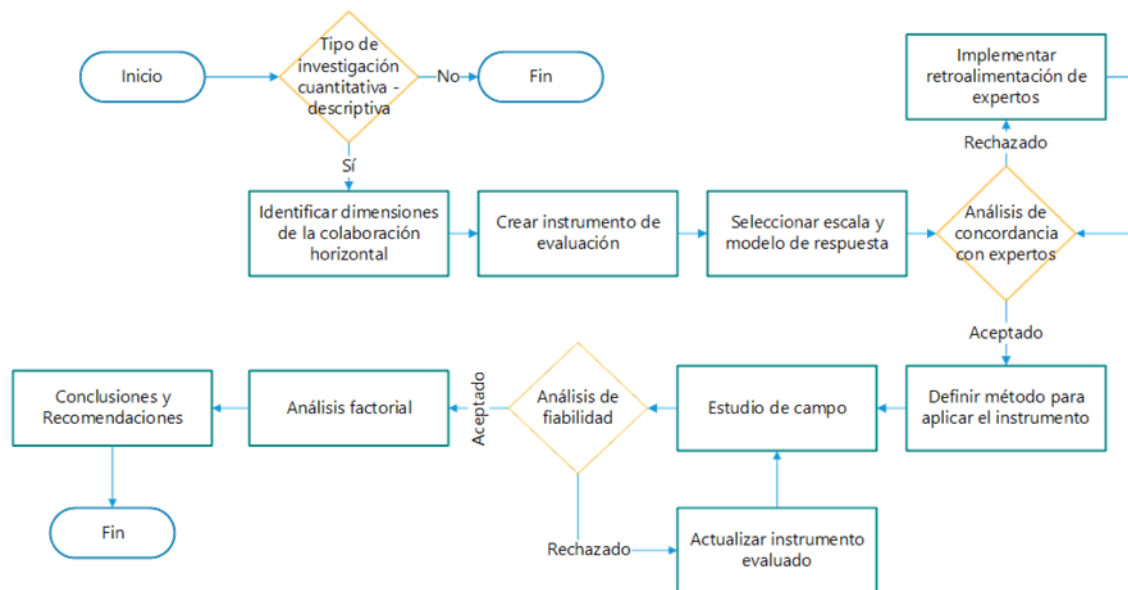 Inicio
Tipo de
investigación
cuantitativa -
descriptiva
No
Fin
Implementar
retroalimentación de
expertos
Rechazado
Sí
Identificar dimensiones
de la colaboración
horizontal
Crear instrumento de
evaluación
Seleccionar escala y
modelo de respuesta
Análisis de
concordancia
con expertos
Aceptado
Definir método para
aplicar el instrumento
Estudio de campo
Análisis de
fiabilidad
Aceptado
Análisis factorial
Conclusiones y
Recomendaciones
Fin
Rechazado
Actualizar instrumento
evaluado